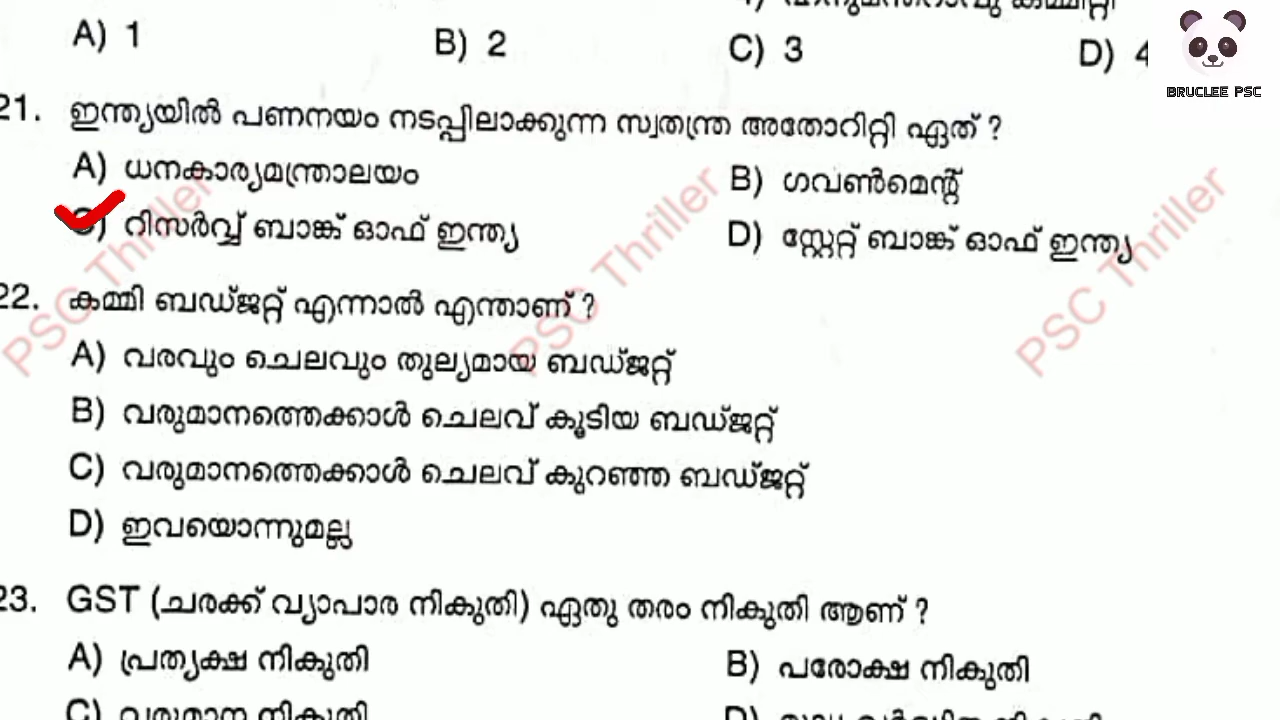 A) 1 B) 2 C) 3 D) 4
BRUCLEE PSC
21. ഇന്ത്യയിൽ പണനയം നടപ്പിലാക്കുന്ന സ്വതന്ത്ര അതോറിറ്റി ഏത് ?
A) ധനകാര്യമന്ത്രാലയം B) ഗവൺമെന്റ്
C) റിസർവ്വ് ബാങ്ക് ഓഫ് ഇന്ത്യ D) സ്റ്റേറ്റ് ബാങ്ക് ഓഫ് ഇന്ത്യ
PSC Thriller PSC Thriller PSC Thriller
22. കമ്മി ബഡ്ജറ്റ് എന്നാൽ എന്താണ് ?
A) വരവും ചെലവും തുല്യമായ ബഡ്ജറ്റ്
B) വരുമാനത്തെക്കാൾ ചെലവ് കൂടിയ ബഡ്ജറ്റ്
C) വരുമാനത്തെക്കാൾ ചെലവ് കുറഞ്ഞ ബഡ്ജറ്റ്
D) ഇവയൊന്നുമല്ല
23. GST (ചരക്ക് വ്യാപാര നികുതി) ഏതു തരം നികുതി ആണ് ?
A) പ്രത്യക്ഷ നികുതി B) പരോക്ഷ നികുതി
C) വരുമാന നികുതി D)